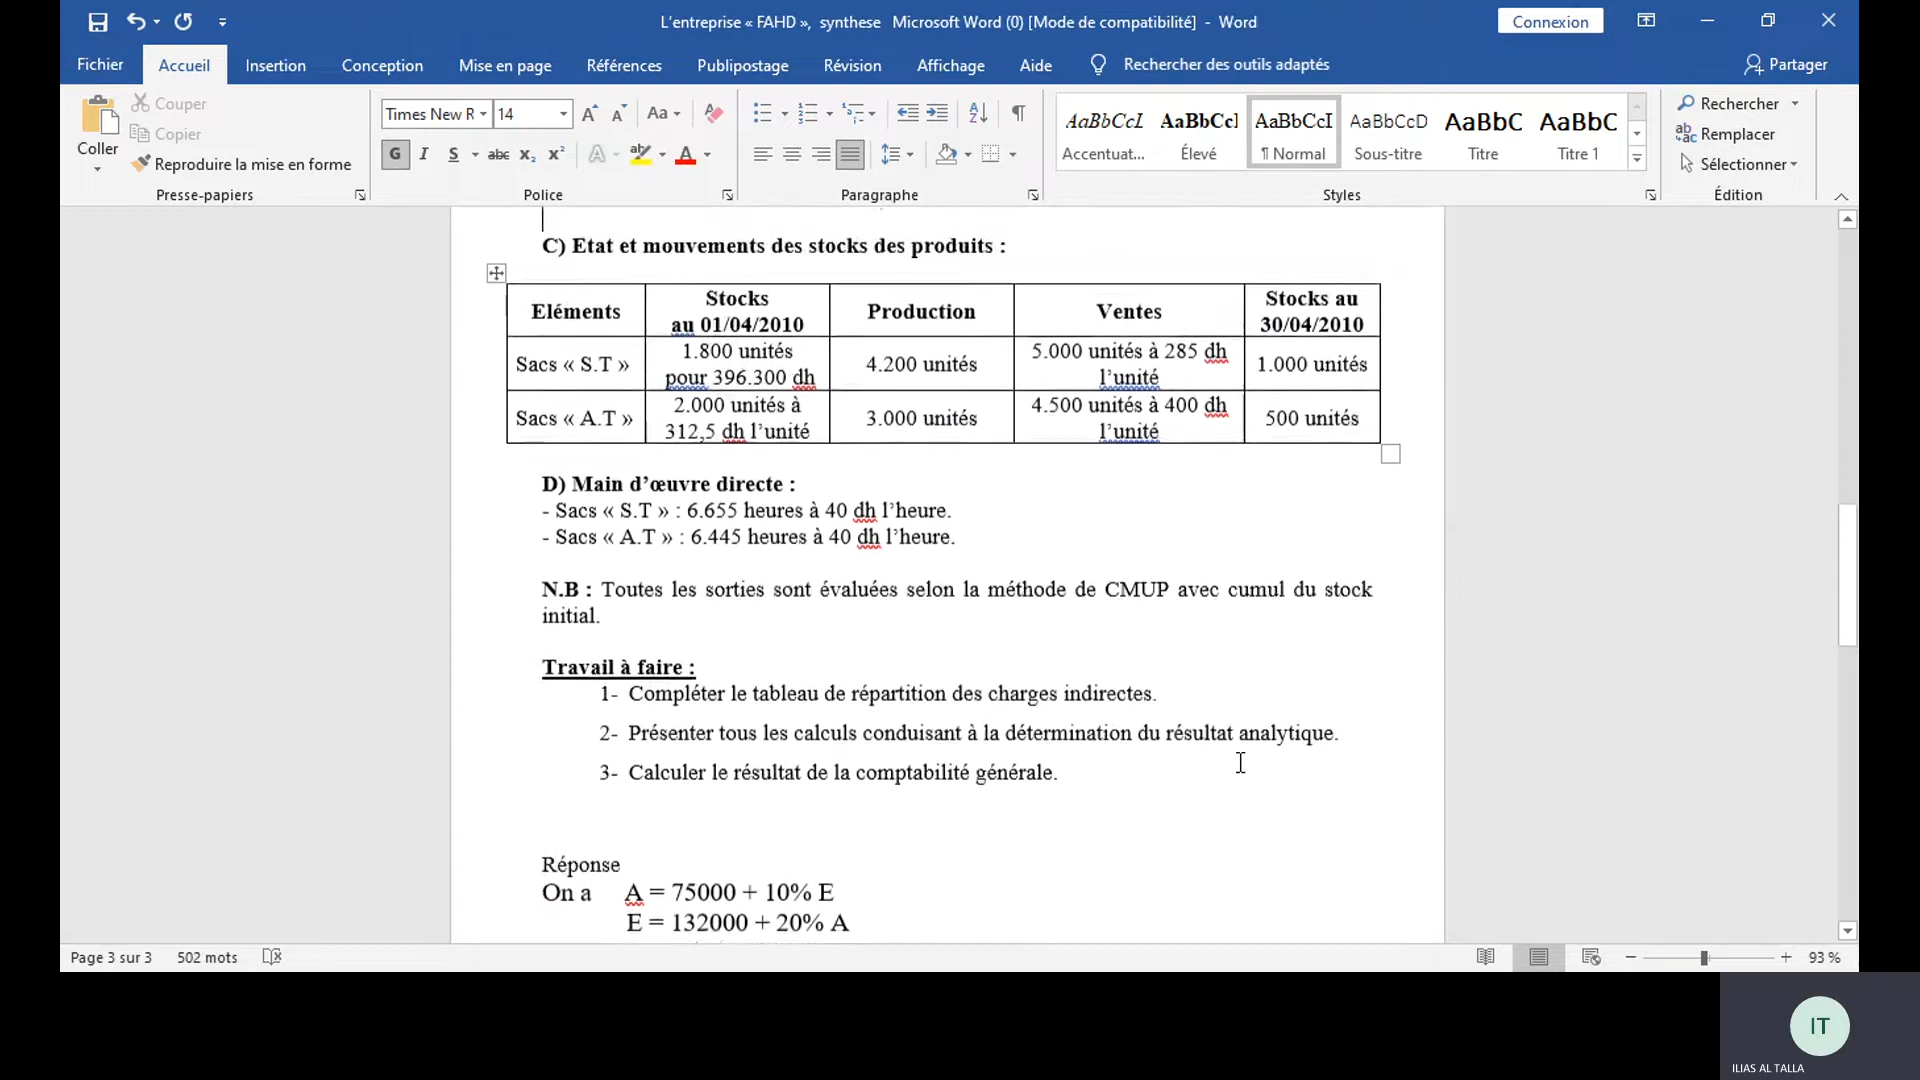 L'entreprise « FAHD », synthese Microsoft Word (0) [Mode de compatibilité] - Word
Connexion
Fichier Accueil Insertion Conception Mise en page Références Publipostage Révision Affichage Aide Rechercher des outils adaptés Partager
Coller
Couper
Copier
Reproduire la mise en forme
Presse-papiers
Times New R 14
G I S abc x₂ x²
Police
Paragraphe
AaBbCcL AaBbCcI AaBbCcI AaBbCcD AaBbC AaBbC
Accentuat... Élevé ¶ Normal Sous-titre Titre Titre 1
Styles
Rechercher
Remplacer
Sélectionner
Édition
C) Etat et mouvements des stocks des produits :
Eléments
Stocks
au 01/04/2010
Production
Ventes
Stocks au
30/04/2010
Sacs « S.T »
1.800 unités
pour 396.300 dh
4.200 unités
5.000 unités à 285 dh
l'unité
1.000 unités
Sacs « A.T »
2.000 unités à
312,5 dh l'unité
3.000 unités
4.500 unités à 400 dh
l'unité
500 unités
D) Main d'œuvre directe :
- Sacs « S.T » : 6.655 heures à 40 dh l'heure.
- Sacs « A.T » : 6.445 heures à 40 dh l'heure.
N.B : Toutes les sorties sont évaluées selon la méthode de CMUP avec cumul du stock
initial.
Travail à faire :
1- Compléter le tableau de répartition des charges indirectes.
2- Présenter tous les calculs conduisant à la détermination du résultat analytique.
3- Calculer le résultat de la comptabilité générale.
Réponse
On a A = 75000 + 10% E
E = 132000 + 20% A
Page 3 sur 3 502 mots
93 %
IT
ILIAS AL TALLA